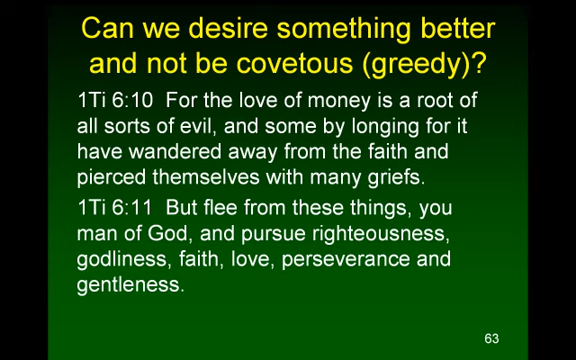 Can we desire something better
and not be covetous (greedy)?
1Ti 6:10  For the love of money is a root of
all sorts of evil, and some by longing for it
have wandered away from the faith and
pierced themselves with many griefs.
1Ti 6:11  But flee from these things, you
man of God, and pursue righteousness,
godliness, faith, love, perseverance and
gentleness.
63